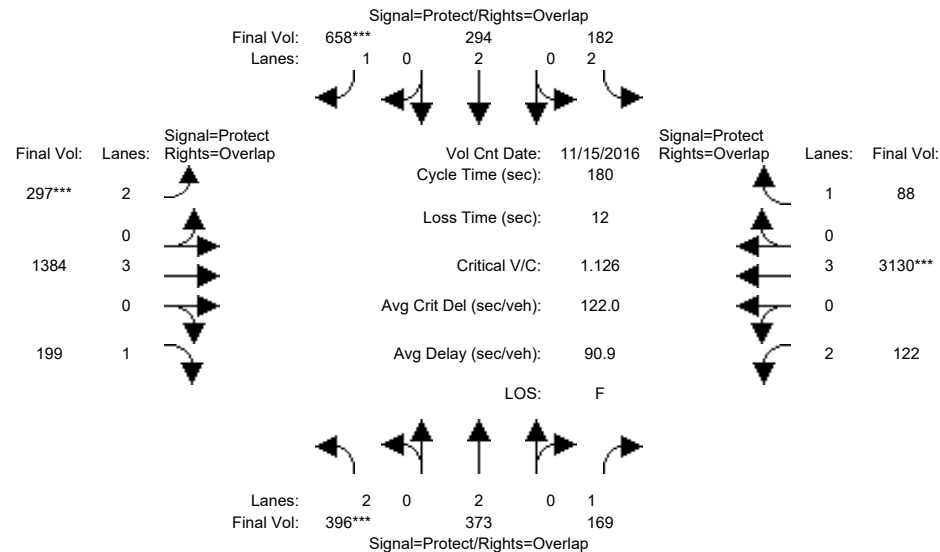 Signal=Protect/Rights=Overlap
Final Vol: 658*** 294 182
Lanes: 1 0 2 0 2
Signal=Protect
Final Vol: Lanes: Rights=Overlap
Vol Cnt Date: 11/15/2016
Signal=Protect
Rights=Overlap Lanes: Final Vol:
Cycle Time (sec): 180
297*** 2
1 88
Loss Time (sec): 12
0
0
1384 3
Critical V/C: 1.126
3 3130***
0
Avg Crit Del (sec/veh): 122.0
0
199 1
Avg Delay (sec/veh): 90.9
2 122
LOS: F
Lanes: 2 0 2 0 1
Final Vol: 396*** 373 169
Signal=Protect/Rights=Overlap